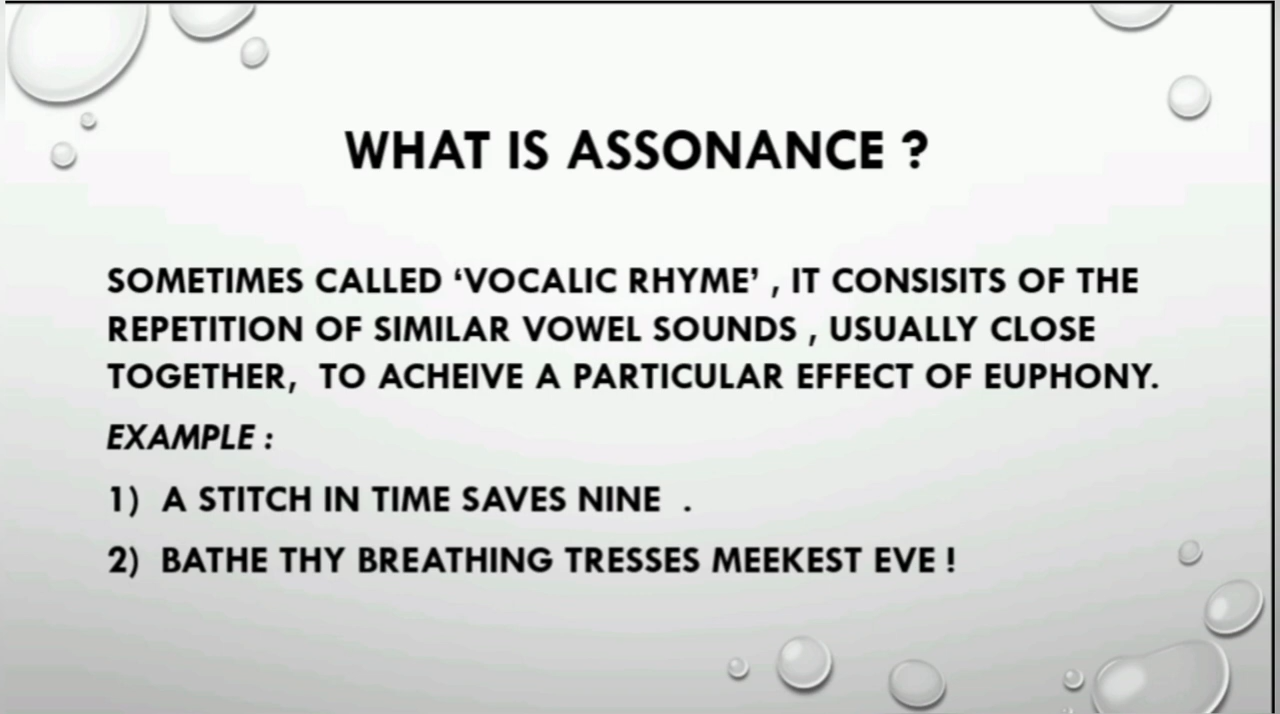 WHAT IS ASSONANCE ?
SOMETIMES CALLED ‘VOCALIC RHYME’ , IT CONSISITS OF THE
REPETITION OF SIMILAR VOWEL SOUNDS , USUALLY CLOSE
TOGETHER,  TO ACHEIVE A PARTICULAR EFFECT OF EUPHONY.
EXAMPLE :
1)  A STITCH IN TIME SAVES NINE  .
2)  BATHE THY BREATHING TRESSES MEEKEST EVE !